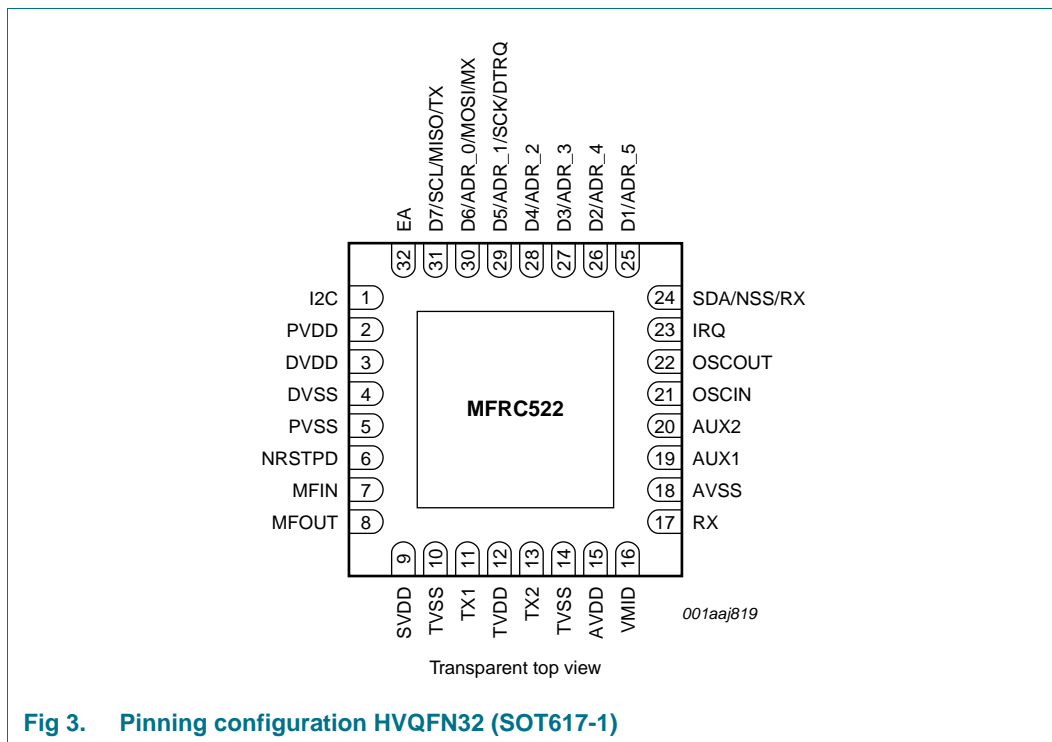 D7/SCL/MISO/TX
D6/ADR_0/MOSI/MX
D5/ADR_1/SCK/DTRQ
D4/ADR_2
D3/ADR_3
D2/ADR_4
D1/ADR_5
EA
32
31
30
29
28
27
26
25
I2C 1
PVDD 2
DVDD 3
DVSS 4
PVSS 5
NRSTPD 6
MFIN 7
MFOUT 8
MFRC522
24 SDA/NSS/RX
23 IRQ
22 OSCOUT
21 OSCIN
20 AUX2
19 AUX1
18 AVSS
17 RX
9
10
11
12
13
14
15
16
SVDD
TVSS
TX1
TVDD
TX2
TVSS
AVDD
VMID
001aaj819
Transparent top view
Fig 3. Pinning configuration HVQFN32 (SOT617-1)